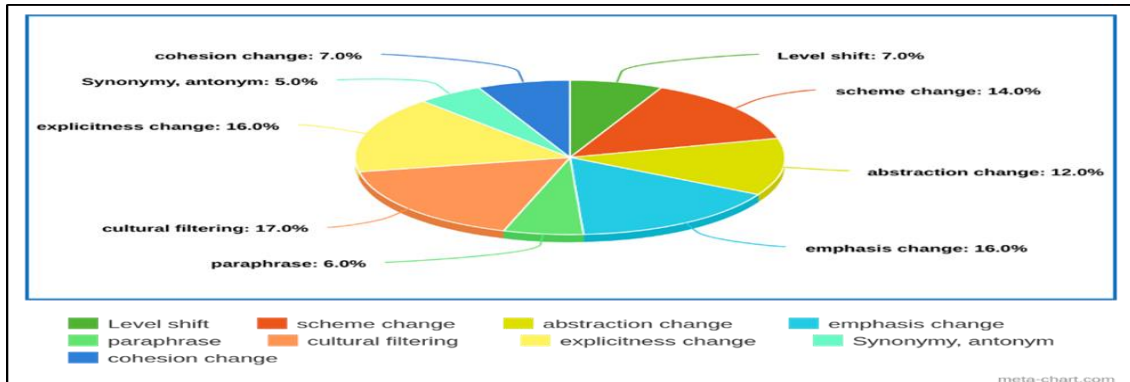 cohesion change: 7.0%
Level shift: 7.0%
Synonymy, antonym: 5.0%
scheme change: 14.0%
explicitness change: 16.0%
abstraction change: 12.0%
cultural filtering: 17.0%
emphasis change: 16.0%
paraphrase: 6.0%
Level shift scheme change abstraction change emphasis change
paraphrase cultural filtering explicitness change Synonymy, antonym
cohesion change
meta-chart.com